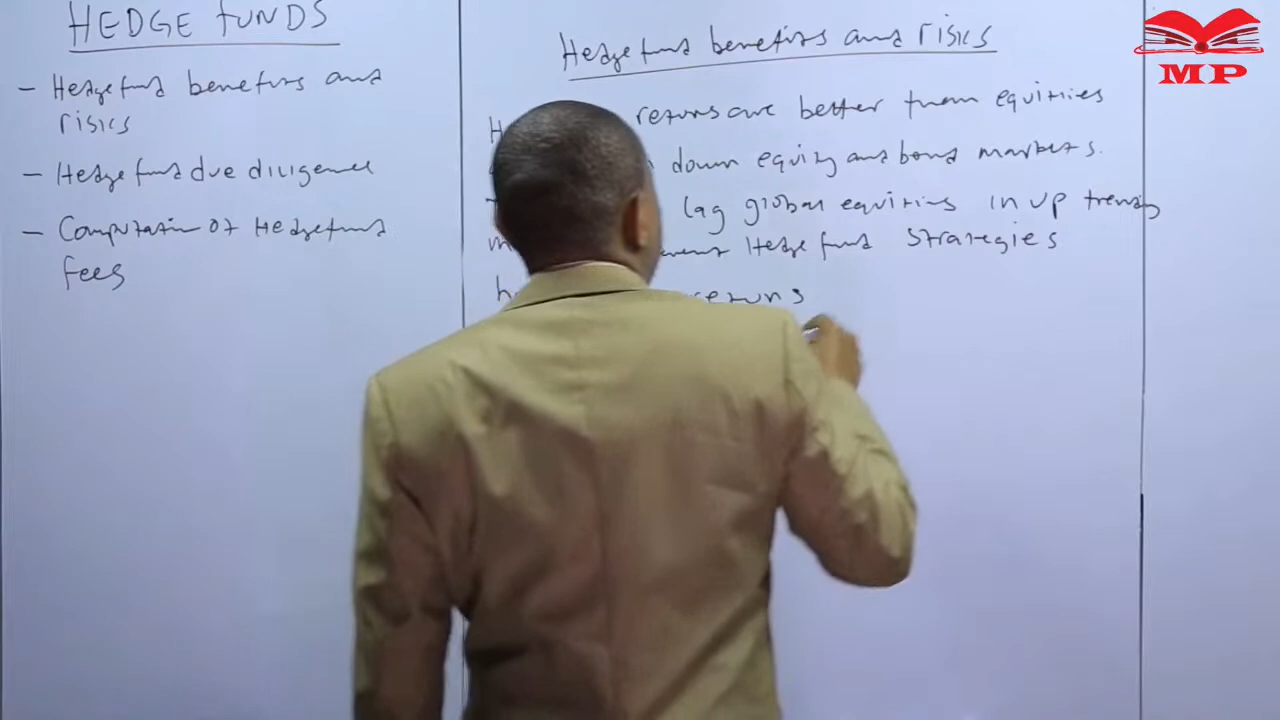 HEDGE FUNDS
- Hedge fund benefits and
risks
- Hedge fund due diligence
- Computation of Hedge fund
fees
Hedge fund benefits and risks
returns are better than equities
down equity and bond markets.
lag global equities in up trending
Hedge fund strategies
returns
MP